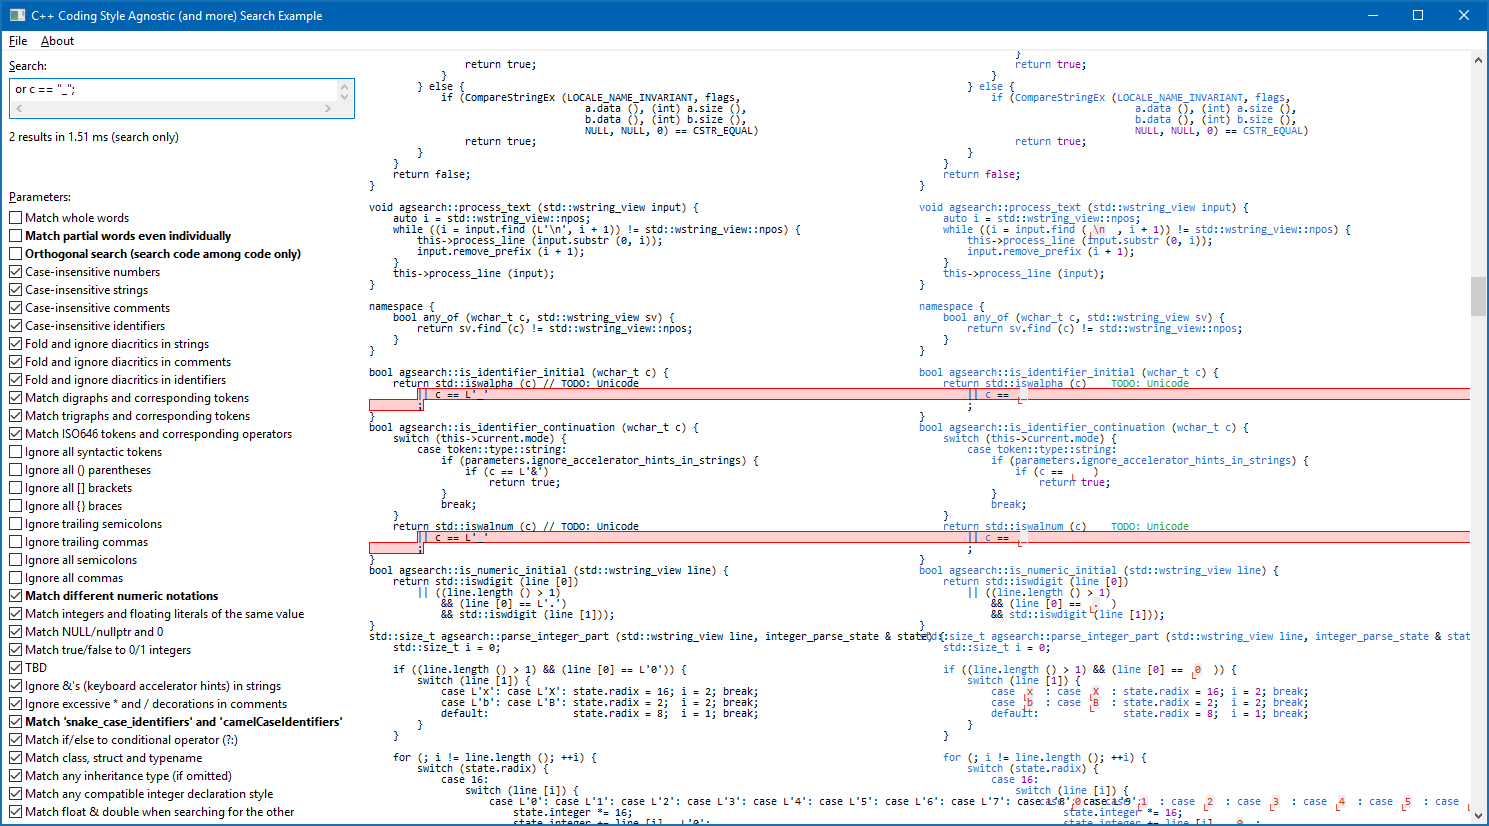 C++ Coding Style Agnostic (and more) Search Example
File About
Search:
or c == "_";
2 results in 1.51 ms (search only)
Parameters:
Match whole words
Match partial words even individually
Orthogonal search (search code among code only)
Case-insensitive numbers
Case-insensitive strings
Case-insensitive comments
Case-insensitive identifiers
Fold and ignore diacritics in strings
Fold and ignore diacritics in comments
Fold and ignore diacritics in identifiers
Match digraphs and corresponding tokens
Match trigraphs and corresponding tokens
Match ISO646 tokens and corresponding operators
Ignore all syntactic tokens
Ignore all () parentheses
Ignore all [] brackets
Ignore all {} braces
Ignore trailing semicolons
Ignore trailing commas
Ignore all semicolons
Ignore all commas
Match different numeric notations
Match integers and floating literals of the same value
Match NULL/nullptr and 0
Match true/false to 0/1 integers
TBD
Ignore &'s (keyboard accelerator hints) in strings
Ignore excessive * and / decorations in comments
Match 'snake_case_identifiers' and 'camelCaseIdentifiers'
Match if/else to conditional operator (?:)
Match class, struct and typename
Match any inheritance type (if omitted)
Match any compatible integer declaration style
Match float & double when searching for the other
return true;
}
} else {
if (CompareStringEx (LOCALE_NAME_INVARIANT, flags,
a.data (), (int) a.size (),
b.data (), (int) b.size (),
NULL, NULL, 0) == CSTR_EQUAL)
return true;
}
}
return false;
}
void agsearch::process_text (std::wstring_view input) {
auto i = std::wstring_view::npos;
while ((i = input.find (L'\n', i + 1)) != std::wstring_view::npos) {
this->process_line (input.substr (0, i));
input.remove_prefix (i + 1);
}
this->process_line (input);
}
namespace {
bool any_of (wchar_t c, std::wstring_view sv) {
return sv.find (c) != std::wstring_view::npos;
}
}
bool agsearch::is_identifier_initial (wchar_t c) {
return std::iswalpha (c) // TODO: Unicode
|| c == L'_'
;
}
bool agsearch::is_identifier_continuation (wchar_t c) {
switch (this->current.mode) {
case token::type::string:
if (parameters.ignore_accelerator_hints_in_strings) {
if (c == L'&')
return true;
}
break;
}
return std::iswalnum (c) // TODO: Unicode
|| c == L'_'
;
}
bool agsearch::is_numeric_initial (std::wstring_view line) {
return std::iswdigit (line [0])
|| ((line.length () > 1)
&& (line [0] == L'.')
&& std::iswdigit (line [1]));
}
std::size_t agsearch::parse_integer_part (std::wstring_view line, integer_parse_state & state) {
std::size_t i = 0;
if ((line.length () > 1) && (line [0] == L'0')) {
switch (line [1]) {
case L'x': case L'X': state.radix = 16; i = 2; break;
case L'b': case L'B': state.radix = 2; i = 2; break;
default: state.radix = 8; i = 1; break;
}
}
for (; i != line.length (); ++i) {
switch (state.radix) {
case 16:
switch (line [i]) {
case L'0': case L'1': case L'2': case L'3': case L'4': case L'5': case L'6': case L'7': case L'8': case L'9':
state.integer *= 16;
state.integer += line [i] - L'0';
}
return true;
}
} else {
if (CompareStringEx (LOCALE_NAME_INVARIANT, flags,
a.data (), (int) a.size (),
b.data (), (int) b.size (),
NULL, NULL, 0) == CSTR_EQUAL)
return true;
}
}
return false;
}
void agsearch::process_text (std::wstring_view input) {
auto i = std::wstring_view::npos;
while ((i = input.find ( \n , i + 1)) != std::wstring_view::npos) {
this->process_line (input.substr (0, i));
input.remove_prefix (i + 1);
}
this->process_line (input);
}
namespace {
bool any_of (wchar_t c, std::wstring_view sv) {
return sv.find (c) != std::wstring_view::npos;
}
}
bool agsearch::is_identifier_initial (wchar_t c) {
return std::iswalpha (c) TODO: Unicode
|| c == _
;
}
bool agsearch::is_identifier_continuation (wchar_t c) {
switch (this->current.mode) {
case token::type::string:
if (parameters.ignore_accelerator_hints_in_strings) {
if (c == )
return true;
}
break;
}
return std::iswalnum (c) TODO: Unicode
|| c == _
;
}
bool agsearch::is_numeric_initial (std::wstring_view line) {
return std::iswdigit (line [0])
|| ((line.length () > 1)
&& (line [0] == . )
&& std::iswdigit (line [1]));
}
std::size_t agsearch::parse_integer_part (std::wstring_view line, integer_parse_state & stat
std::size_t i = 0;
if ((line.length () > 1) && (line [0] == 0 )) {
switch (line [1]) {
case x : case X : state.radix = 16; i = 2; break;
case b : case B : state.radix = 2; i = 2; break;
default: state.radix = 8; i = 1; break;
}
}
for (; i != line.length (); ++i) {
switch (state.radix) {
case 16:
switch (line [i]) {
case 0 : case 1 : case 2 : case 3 : case 4 : case 5 : case
state.integer *= 16;
state.integer += line [i] - 0 ;